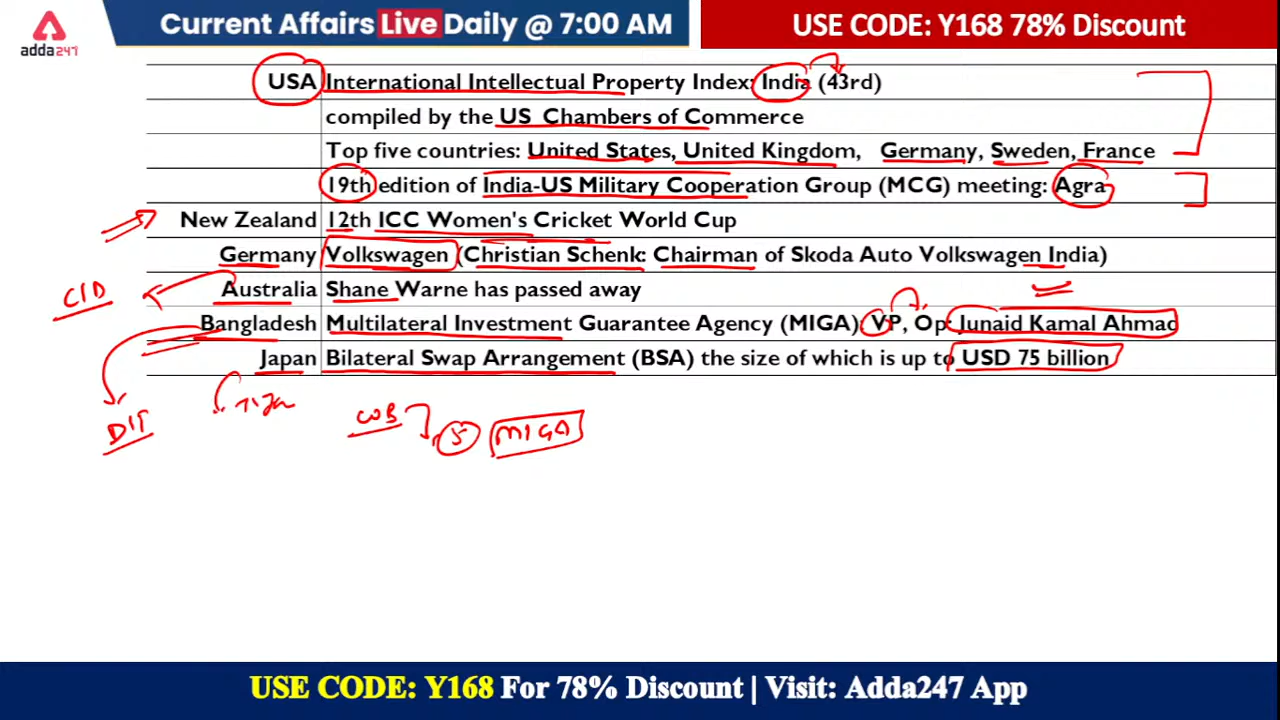 Current Affairs Live Daily @ 7:00 AM
USE CODE: Y168 78% Discount
adda247
USA International Intellectual Property Index: India (43rd)
compiled by the US Chambers of Commerce
Top five countries: United States, United Kingdom, Germany, Sweden, France
19th edition of India-US Military Cooperation Group (MCG) meeting: Agra
New Zealand 12th ICC Women's Cricket World Cup
Germany Volkswagen (Christian Schenk: Chairman of Skoda Auto Volkswagen India)
CID
Australia Shane Warne has passed away
Bangladesh Multilateral Investment Guarantee Agency (MIGA) VP, Op: Junaid Kamal Ahmad
Japan Bilateral Swap Arrangement (BSA) the size of which is up to USD 75 billion
WB 5 MIGA
USE CODE: Y168 For 78% Discount | Visit: Adda247 App